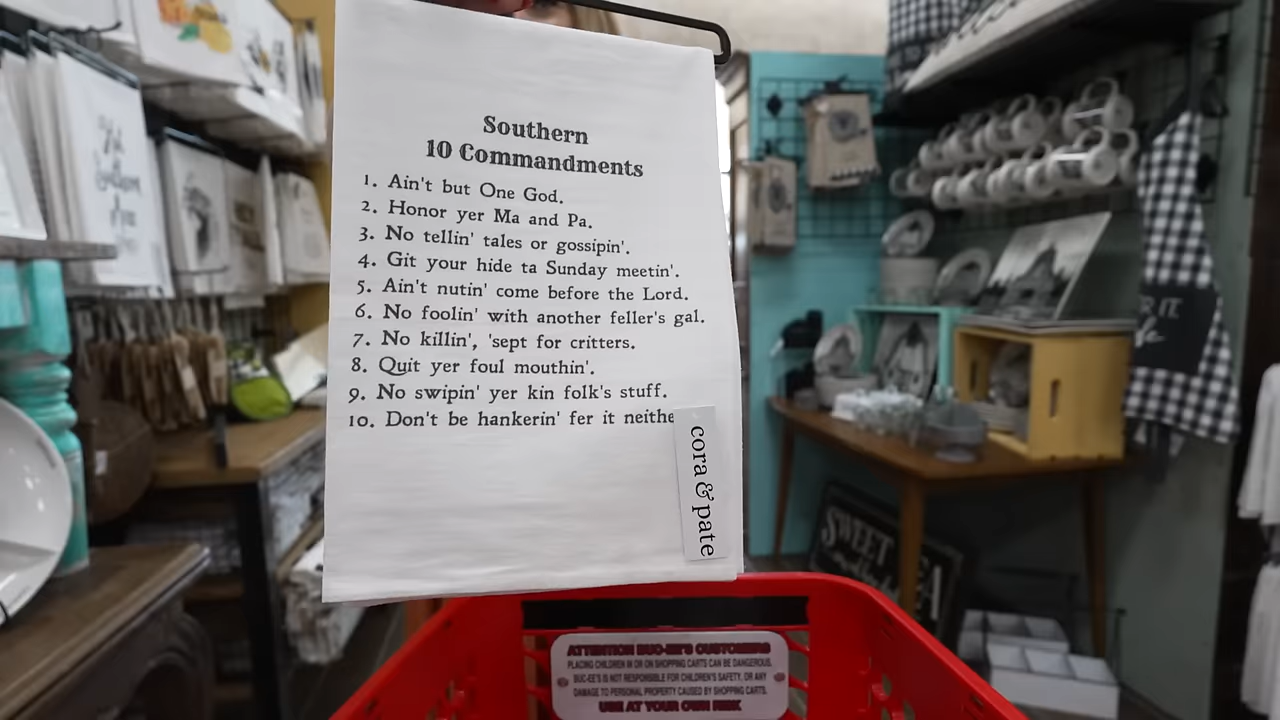 Southern
10 Commandments
1. Ain't but One God.
2. Honor yer Ma and Pa.
3. No tellin' tales or gossipin'.
4. Git your hide ta Sunday meetin'.
5. Ain't nutin' come before the Lord.
6. No foolin' with another feller's gal.
7. No killin', 'sept for critters.
8. Quit yer foul mouthin'.
9. No swipin' yer kin folk's stuff.
10. Don't be hankerin' fer it neithe
cora & pate
SWEET
ATTENTION BUC-EE'S CUSTOMERS
PLACING CHILDREN IN OR ON SHOPPING CARTS CAN BE DANGEROUS.
BUC-EE'S IS NOT RESPONSIBLE FOR CHILDREN'S SAFETY, OR ANY
DAMAGE TO PERSONAL PROPERTY CAUSED BY SHOPPING CARTS.
USE AT YOUR OWN RISK